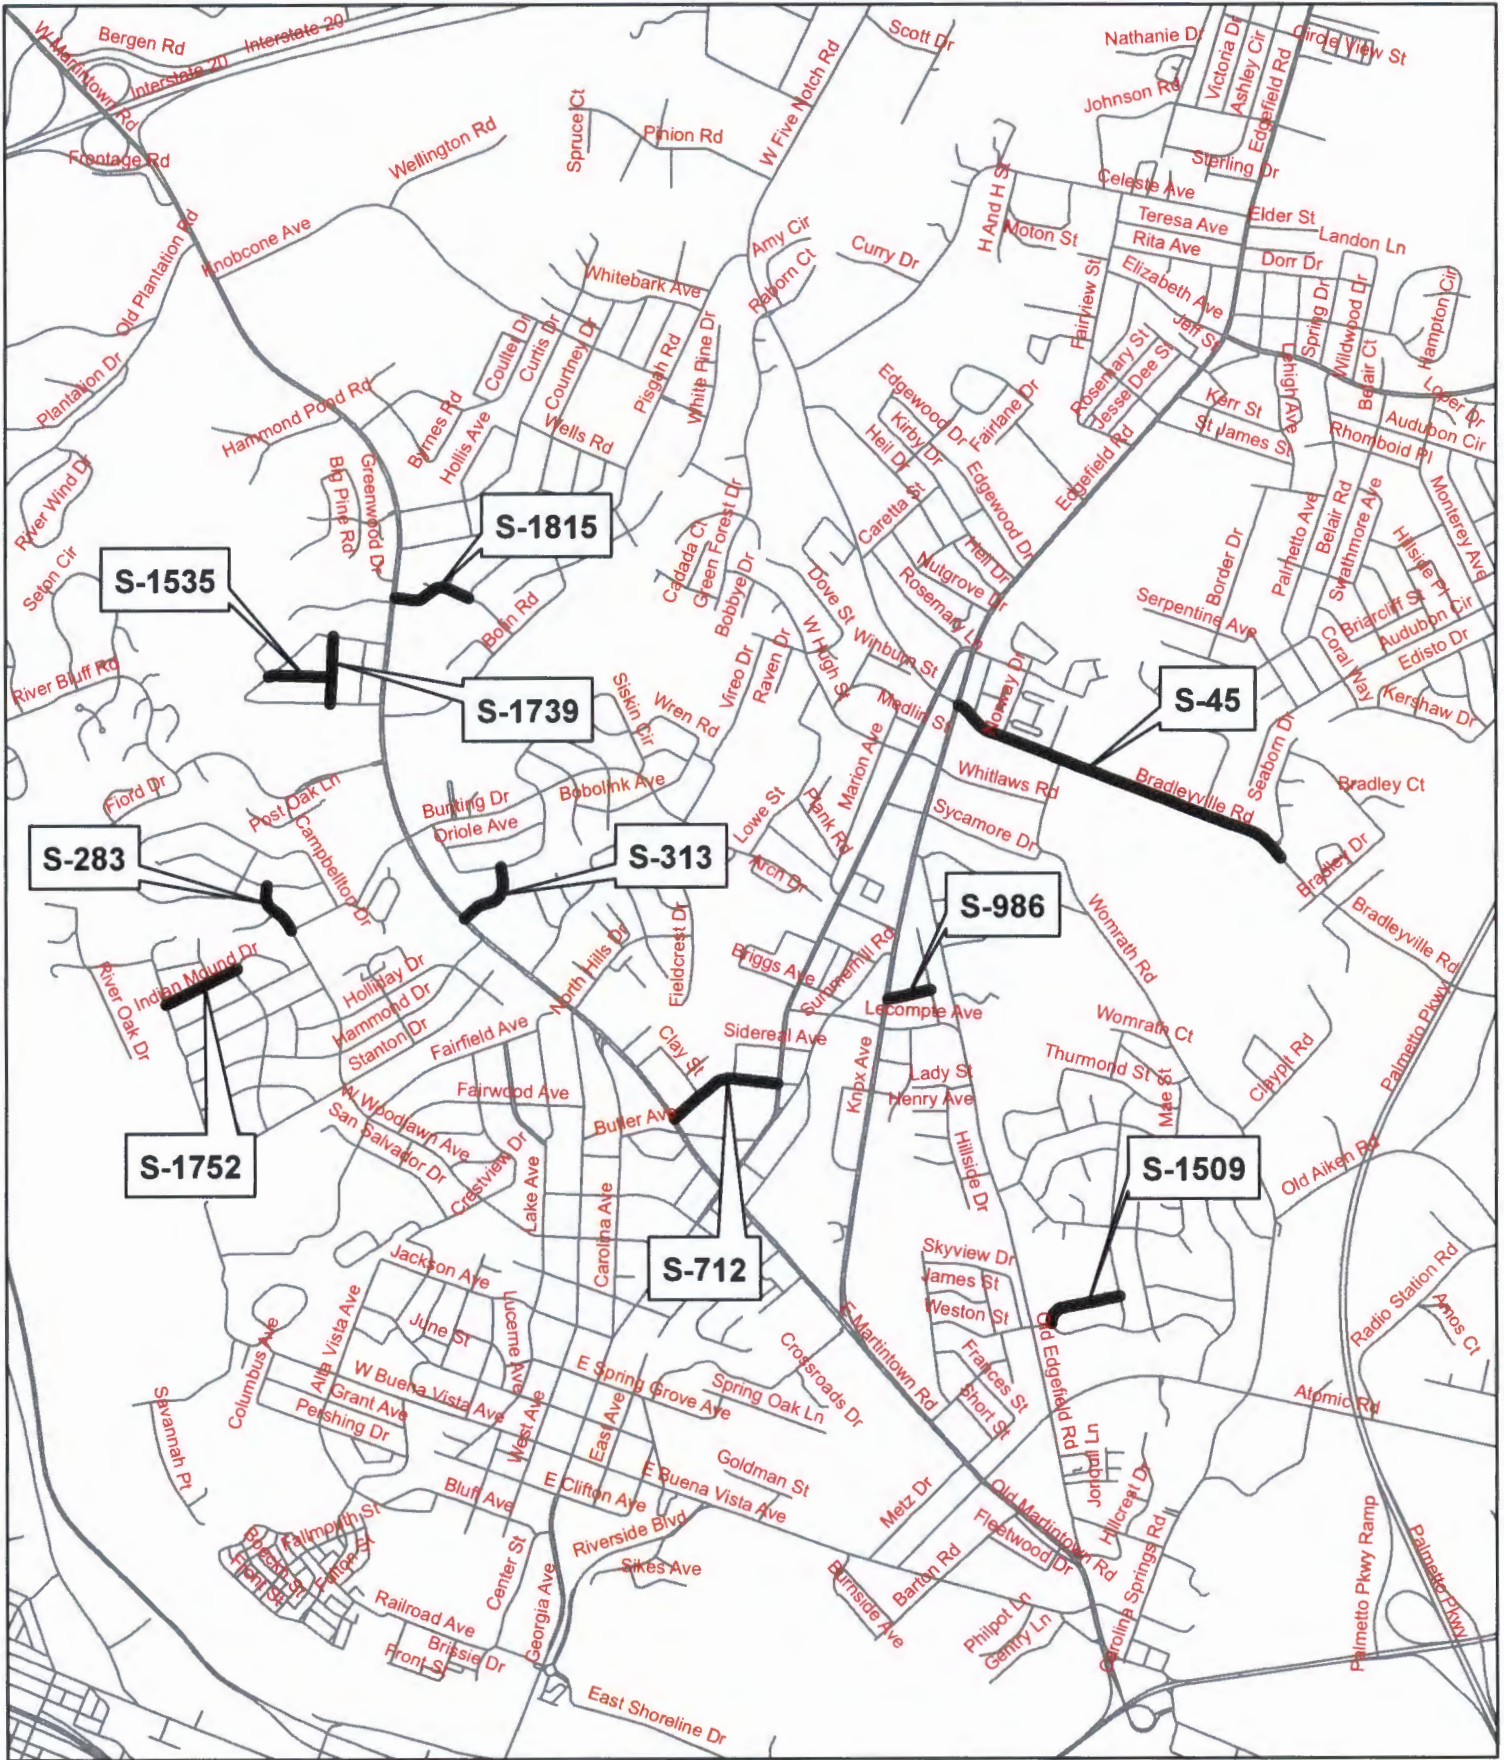 Interstate 20
Scott Dr
Circle View St
Nathanie Dr
Victoria Dr
Ashley Cir
Edgefield Rd
W Martintown Rd
Bergen Rd
Interstate 20
W Five Notch Rd
Johnson Rd
Spruce Ct
Pinion Rd
Wellington Rd
Frontage Rd
Sterling Dr
Celeste Ave
H And H St
Teresa Ave
Elder St
Landon Ln
Moton St
Rita Ave
Dorr Dr
Old Plantation Rd
Knobcone Ave
Amy Cir
Raborn Ct
Curry Dr
Whitebark Ave
Fairview St
Elizabeth Ave
Spring Dr
Wildwood Dr
Hampton Cir
Jeff St
Coulter Dr
Curtis Dr
Courtney Dr
Pisgah Rd
White Pine Dr
Rosemary St
Jesse Dee S
Lehigh Ave
Belair Ct
Loper Dr
Plantation Dr
Hammond Pond Rd
Byrnes Rd
Hollis Ave
Wells Rd
Edgewood Dr
Kirby Dr
Heil Dr
Fairlane Dr
Kerr St
St James St
Audubon Cir
Rhomboid Pl
Edgefield Rd
River Wind Dr
Big Pine Rd
Greenwood Dr
Edgewood Dr
Caretta St
Border Dr
Palmetto Ave
Belair Rd
Swathmore Ave
Hillside Pl
Monterey Ave
S-1815
Cadada Ct
Green Forest Dr
Bobbye Dr
Heil Dr
Nutgrove Dr
Rosemary Ln
Seton Cir
S-1535
Dove St
W Hugh St
Winburn St
Serpentine Ave
Briarcliff St
Audubon Cir
Edisto Dr
Coral Way
Kershaw Dr
Bolin Rd
River Bluff Rd
S-1739
Siskin Cir
Wren Rd
Vireo Dr
Raven Dr
Medlin St
Norway Dr
S-45
Seaborn Dr
Bradley Ct
Fiord Dr
Post Oak Ln
Bunting Dr
Oriole Ave
Bobolink Ave
Marion Ave
Whitlaws Rd
Bradleyville Rd
Lowe St
Plank Rd
Sycamore Dr
Campbellton Dr
S-283
S-313
Arch Dr
Bradley Dr
S-986
Womrath Rd
Bradleyville Rd
River Oak Dr
Indian Mound Dr
Holliday Dr
Hammond Dr
Stanton Dr
North Hills Dr
Fieldcrest Dr
Briggs Ave
Summerhill Rd
Lecompte Ave
Palmetto Pkwy
Fairfield Ave
Clay St
Sidereal Ave
Womrath Ct
Thurmond St
Mae St
Claypit Rd
Knox Ave
Lady St
Henry Ave
Fairwood Ave
Butler Ave
W Woodlawn Ave
San Salvador Dr
Crestview Dr
Lake Ave
Carolina Ave
Hillside Dr
Old Aiken Rd
S-1752
S-1509
S-712
Skyview Dr
James St
Weston St
Jackson Ave
June St
Lucerne Ave
Alta Vista Ave
Columbus Ave
E Martintown Rd
Old Edgefield Rd
Radio Station Rd
Amos Ct
Crossroads Dr
Frances St
Short St
W Buena Vista Ave
Grant Ave
Pershing Dr
E Spring Grove Ave
Spring Oak Ln
West Ave
East Ave
Atomic Rd
Savannah Pt
Goldman St
E Buena Vista Ave
E Clifton Ave
Bluff Ave
Metz Dr
Old Martintown Rd
Fleetwood Dr
Jonbil Ln
Hillcrest Dr
Fallmouth St
Boech St
Front St
Fulton St
Riverside Blvd
Sikes Ave
Center St
Georgia Ave
Burnside Ave
Barton Rd
Philpot Ln
Gentry Ln
Carolina Springs Rd
Palmetto Pkwy Ramp
Palmetto Pkwy
Railroad Ave
Brissie Dr
Front St
East Shoreline Dr